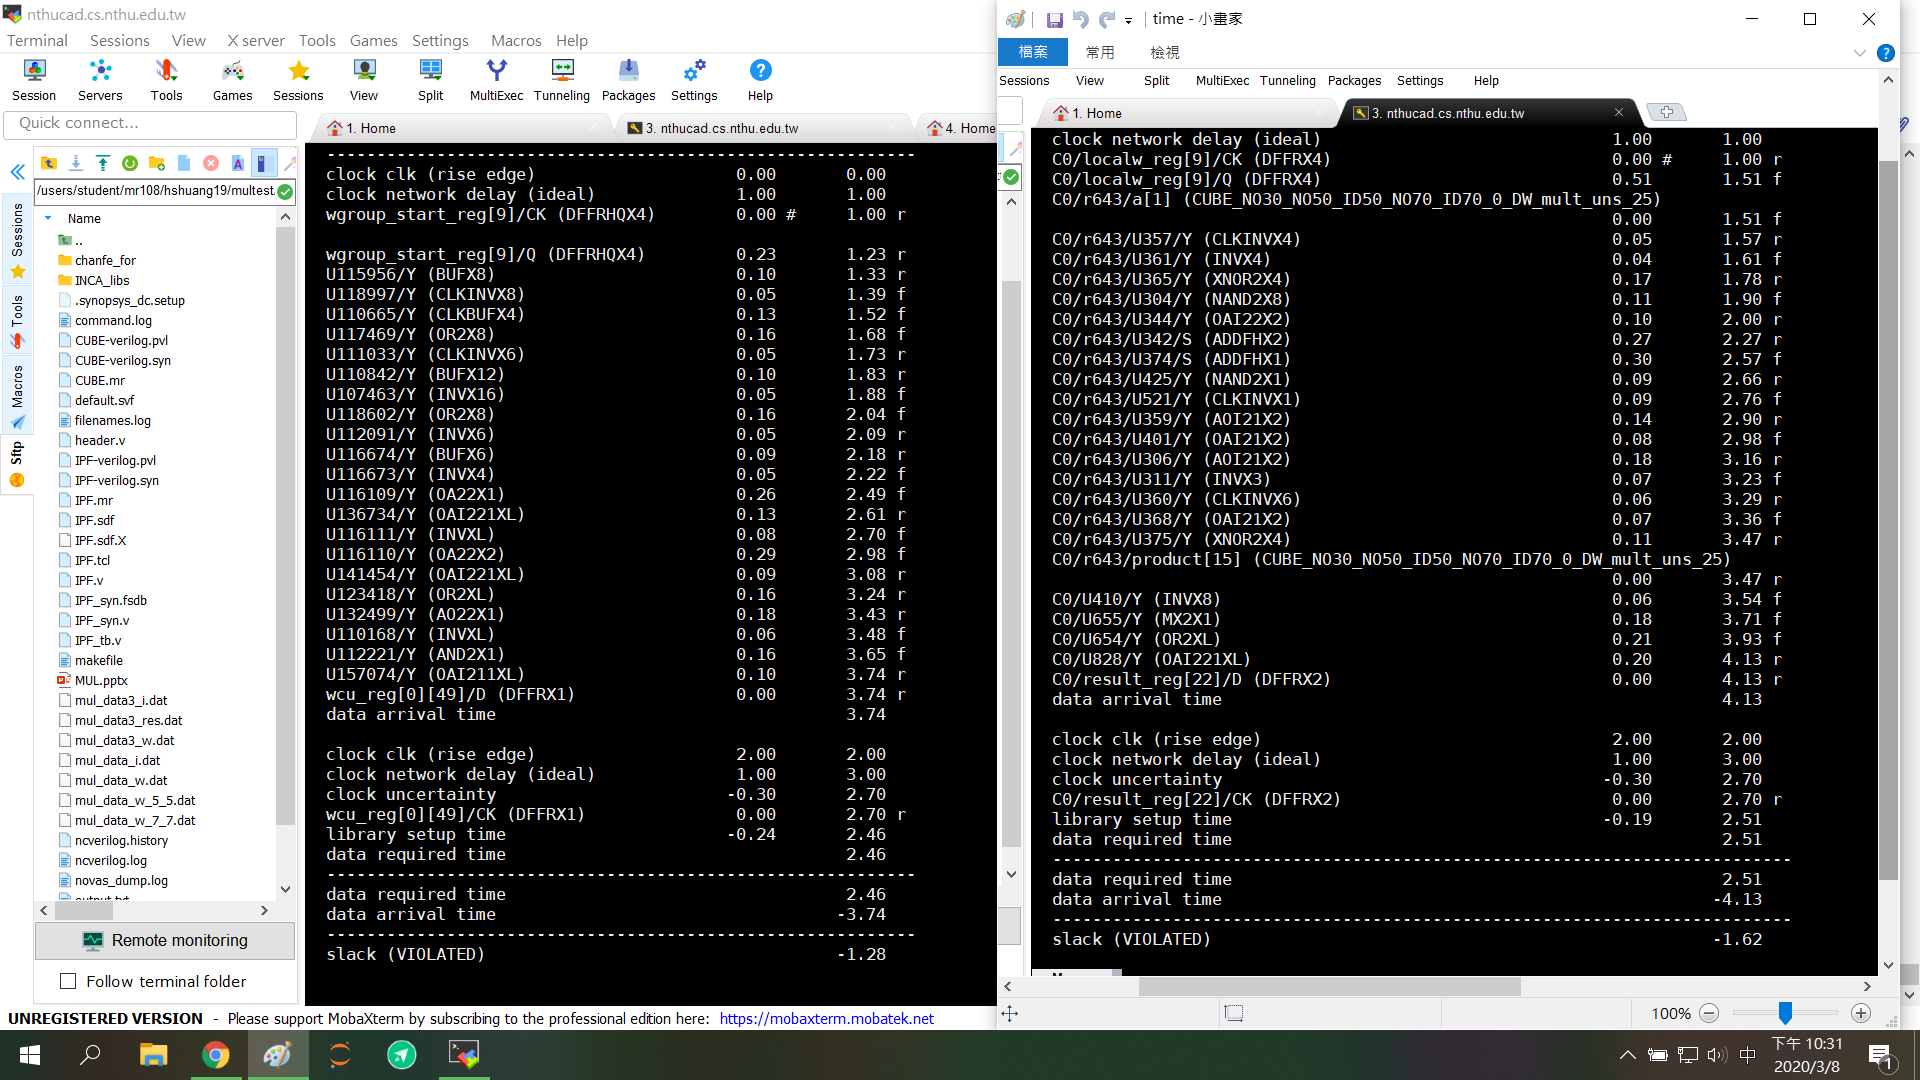 nthucad.cs.nthu.edu.tw
Terminal Sessions View X server Tools Games Settings Macros Help
Session Servers Tools Games Sessions View Split MultiExec Tunneling Packages Settings Help
Quick connect...
1. Home 3. nthucad.cs.nthu.edu.tw 4. Home
/users/student/mr108/hshuang19/multest
Sessions
Tools
Macros
Sftp
Name
..
chanfe_for
INCA_libs
.synopsys_dc.setup
command.log
CUBE-verilog.pvl
CUBE-verilog.syn
CUBE.mr
default.svf
filenames.log
header.v
IPF-verilog.pvl
IPF-verilog.syn
IPF.mr
IPF.sdf
IPF.sdf.X
IPF.tcl
IPF.v
IPF_syn.fsdb
IPF_syn.v
IPF_tb.v
makefile
MUL.pptx
mul_data3_i.dat
mul_data3_res.dat
mul_data3_w.dat
mul_data_i.dat
mul_data_w.dat
mul_data_w_5_5.dat
mul_data_w_7_7.dat
ncverilog.history
ncverilog.log
novas_dump.log
Remote monitoring
Follow terminal folder
-----------------------------------------------------------
clock clk (rise edge) 0.00 0.00
clock network delay (ideal) 1.00 1.00
wgroup_start_reg[9]/CK (DFFRHQX4) 0.00 # 1.00 r
wgroup_start_reg[9]/Q (DFFRHQX4) 0.23 1.23 r
U115956/Y (BUFX8) 0.10 1.33 r
U118997/Y (CLKINVX8) 0.05 1.39 f
U110665/Y (CLKBUFX4) 0.13 1.52 f
U117469/Y (OR2X8) 0.16 1.68 f
U111033/Y (CLKINVX6) 0.05 1.73 r
U110842/Y (BUFX12) 0.10 1.83 r
U107463/Y (INVX16) 0.05 1.88 f
U118602/Y (OR2X8) 0.16 2.04 f
U112091/Y (INVX6) 0.05 2.09 r
U116674/Y (BUFX6) 0.09 2.18 r
U116673/Y (INVX4) 0.05 2.22 f
U116109/Y (OA22X1) 0.26 2.49 f
U136734/Y (OAI221XL) 0.13 2.61 r
U116111/Y (INVXL) 0.08 2.70 f
U116110/Y (OA22X2) 0.29 2.98 f
U141454/Y (OAI221XL) 0.09 3.08 r
U123418/Y (OR2XL) 0.16 3.24 r
U132499/Y (AO22X1) 0.18 3.43 r
U110168/Y (INVXL) 0.06 3.48 f
U112221/Y (AND2X1) 0.16 3.65 f
U157074/Y (OAI211XL) 0.10 3.74 r
wcu_reg[0][49]/D (DFFRX1) 0.00 3.74 r
data arrival time 3.74
clock clk (rise edge) 2.00 2.00
clock network delay (ideal) 1.00 3.00
clock uncertainty -0.30 2.70
wcu_reg[0][49]/CK (DFFRX1) 0.00 2.70 r
library setup time -0.24 2.46
data required time 2.46
-----------------------------------------------------------
data required time 2.46
data arrival time -3.74
-----------------------------------------------------------
slack (VIOLATED) -1.28
UNREGISTERED VERSION - Please support MobaXterm by subscribing to the professional edition here: https://mobaxterm.mobatek.net
time - 小畫家
檔案 常用 檢視
Sessions View Split MultiExec Tunneling Packages Settings Help
1. Home 3. nthucad.cs.nthu.edu.tw
clock network delay (ideal) 1.00 1.00
C0/localw_reg[9]/CK (DFFRX4) 0.00 # 1.00 r
C0/localw_reg[9]/Q (DFFRX4) 0.51 1.51 f
C0/r643/a[1] (CUBE_NO30_NO50_ID50_NO70_ID70_0_DW_mult_uns_25)
0.00 1.51 f
C0/r643/U357/Y (CLKINVX4) 0.05 1.57 r
C0/r643/U361/Y (INVX4) 0.04 1.61 f
C0/r643/U365/Y (XNOR2X4) 0.17 1.78 r
C0/r643/U304/Y (NAND2X8) 0.11 1.90 f
C0/r643/U344/Y (OAI22X2) 0.10 2.00 r
C0/r643/U342/S (ADDFHX2) 0.27 2.27 r
C0/r643/U374/S (ADDFHX1) 0.30 2.57 f
C0/r643/U425/Y (NAND2X1) 0.09 2.66 r
C0/r643/U521/Y (CLKINVX1) 0.09 2.76 f
C0/r643/U359/Y (AOI21X2) 0.14 2.90 r
C0/r643/U401/Y (OAI21X2) 0.08 2.98 f
C0/r643/U306/Y (AOI21X2) 0.18 3.16 r
C0/r643/U311/Y (INVX3) 0.07 3.23 f
C0/r643/U360/Y (CLKINVX6) 0.06 3.29 r
C0/r643/U368/Y (OAI21X2) 0.07 3.36 f
C0/r643/U375/Y (XNOR2X4) 0.11 3.47 r
C0/r643/product[15] (CUBE_NO30_NO50_ID50_NO70_ID70_0_DW_mult_uns_25)
0.00 3.47 r
C0/U410/Y (INVX8) 0.06 3.54 f
C0/U655/Y (MX2X1) 0.18 3.71 f
C0/U654/Y (OR2XL) 0.21 3.93 f
C0/U828/Y (OAI221XL) 0.20 4.13 r
C0/result_reg[22]/D (DFFRX2) 0.00 4.13 r
data arrival time 4.13
clock clk (rise edge) 2.00 2.00
clock network delay (ideal) 1.00 3.00
clock uncertainty -0.30 2.70
C0/result_reg[22]/CK (DFFRX2) 0.00 2.70 r
library setup time -0.19 2.51
data required time 2.51
--------------------------------------------------------------------------
data required time 2.51
data arrival time -4.13
--------------------------------------------------------------------------
slack (VIOLATED) -1.62
100%
中
下午 10:31
2020/3/8
1